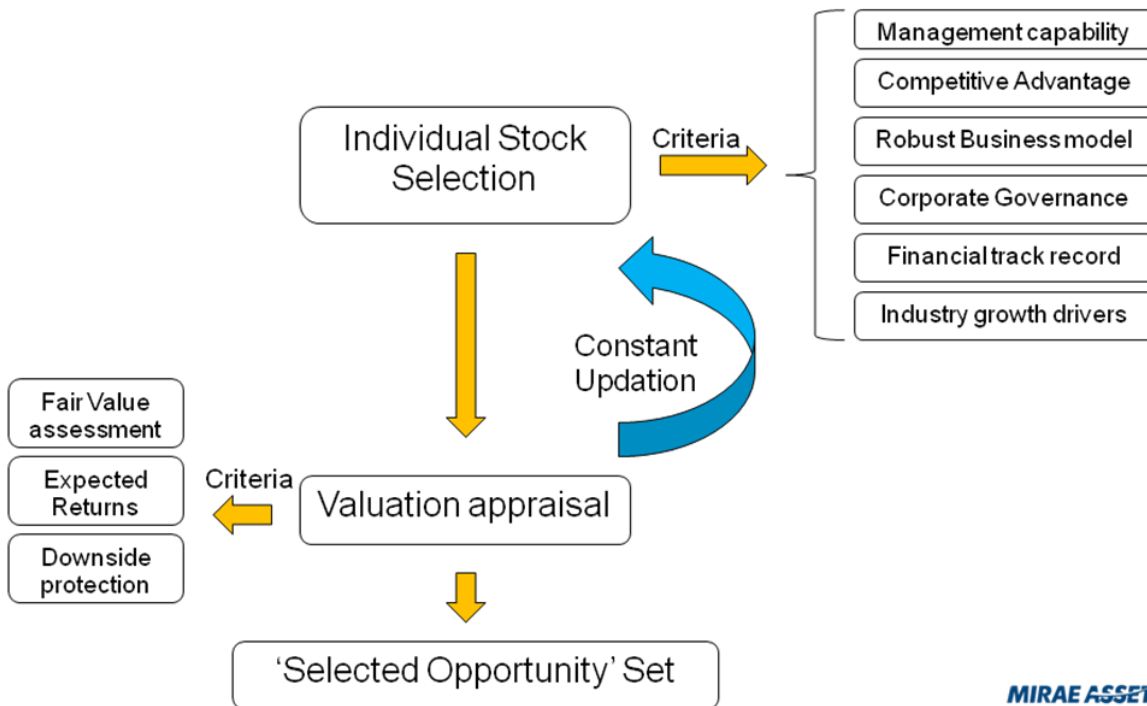 Individual Stock
Selection
Criteria
Management capability
Competitive Advantage
Robust Business model
Corporate Governance
Financial track record
Industry growth drivers
Constant
Updation
Fair Value
assessment
Expected
Returns
Downside
protection
Criteria
Valuation appraisal
‘Selected Opportunity’ Set
MIRAE ASSET